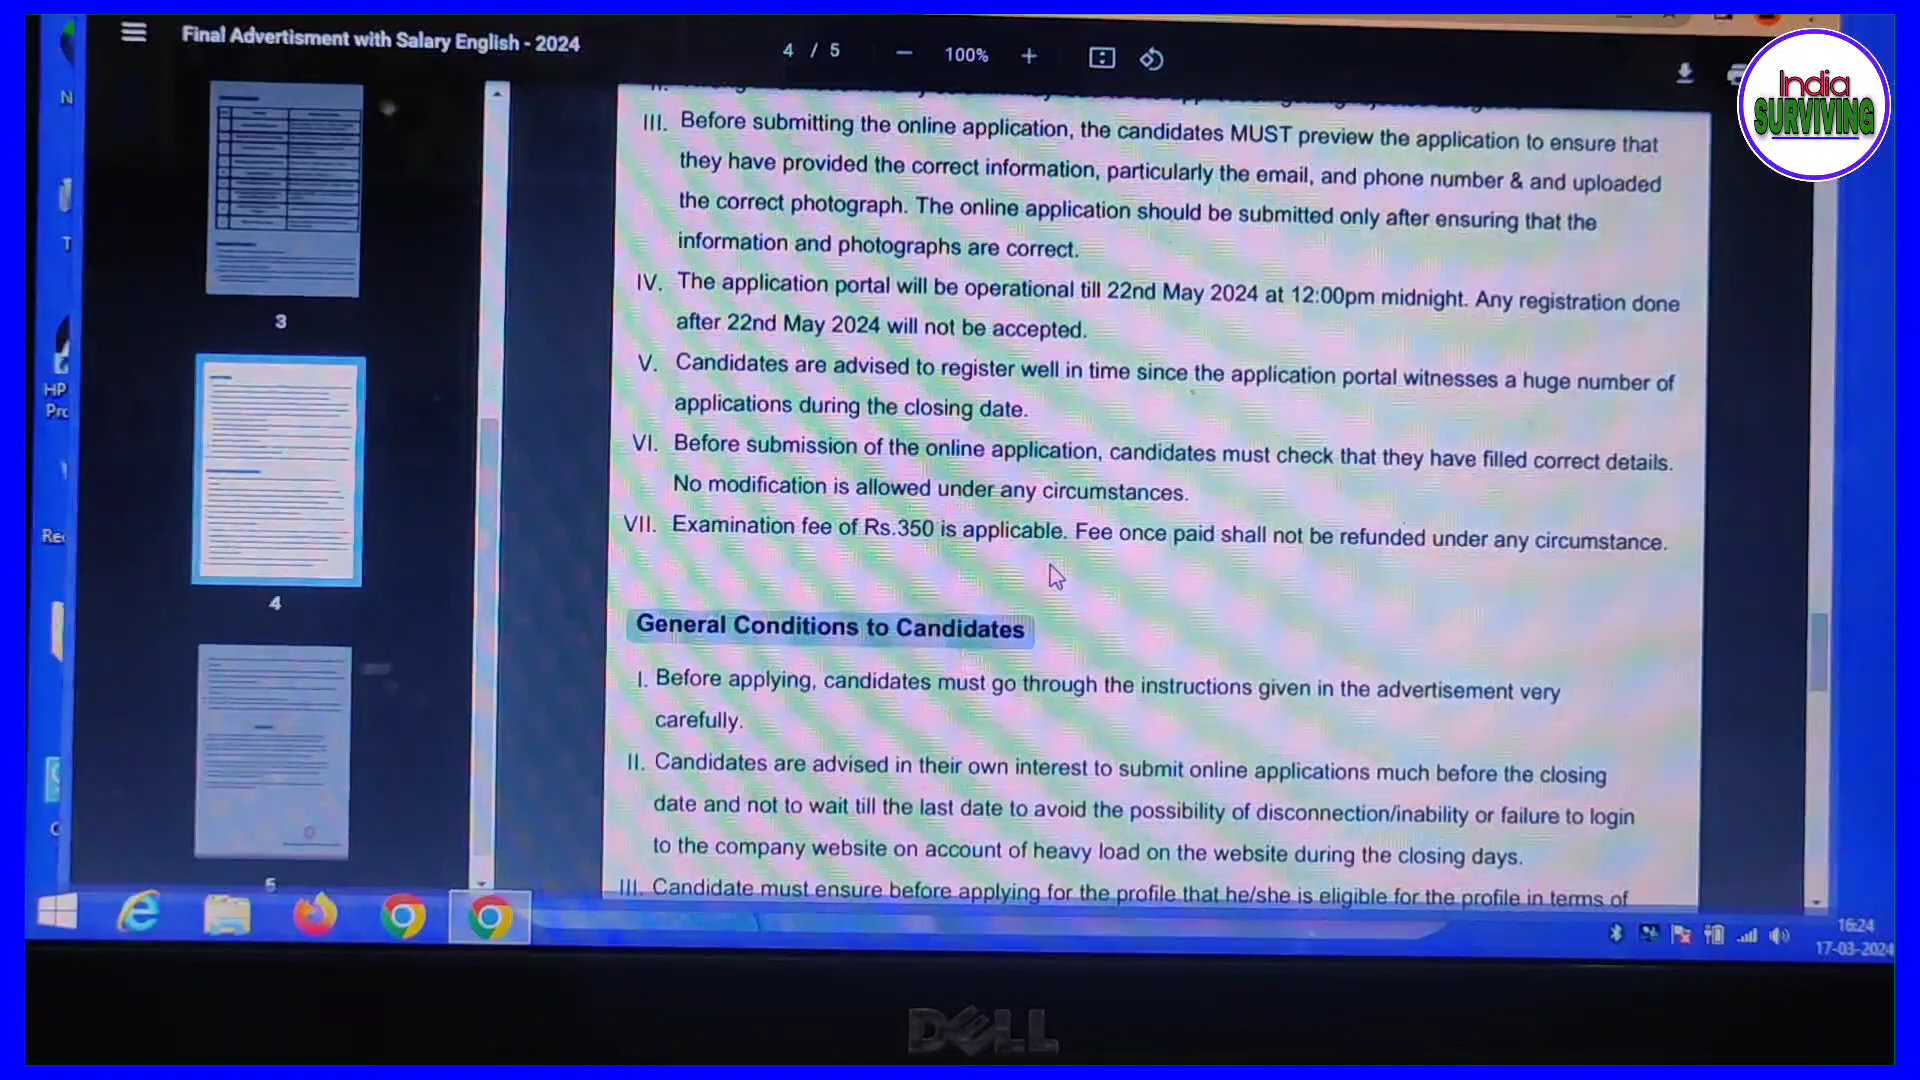 Final Advertisment with Salary English - 2024
4 / 5
100%
India
SURVIVING
III. Before submitting the online application, the candidates MUST preview the application to ensure that
they have provided the correct information, particularly the email, and phone number & and uploaded
the correct photograph. The online application should be submitted only after ensuring that the
information and photographs are correct.
IV. The application portal will be operational till 22nd May 2024 at 12:00pm midnight. Any registration done
after 22nd May 2024 will not be accepted.
V. Candidates are advised to register well in time since the application portal witnesses a huge number of
applications during the closing date.
VI. Before submission of the online application, candidates must check that they have filled correct details.
No modification is allowed under any circumstances.
VII. Examination fee of Rs.350 is applicable. Fee once paid shall not be refunded under any circumstance.
General Conditions to Candidates
I. Before applying, candidates must go through the instructions given in the advertisement very
carefully.
II. Candidates are advised in their own interest to submit online applications much before the closing
date and not to wait till the last date to avoid the possibility of disconnection/inability or failure to login
to the company website on account of heavy load on the website during the closing days.
III. Candidate must ensure before applying for the profile that he/she is eligible for the profile in terms of
3
4
5
N
T
HP
Pro
Rec
16:24
17-03-2024
DELL